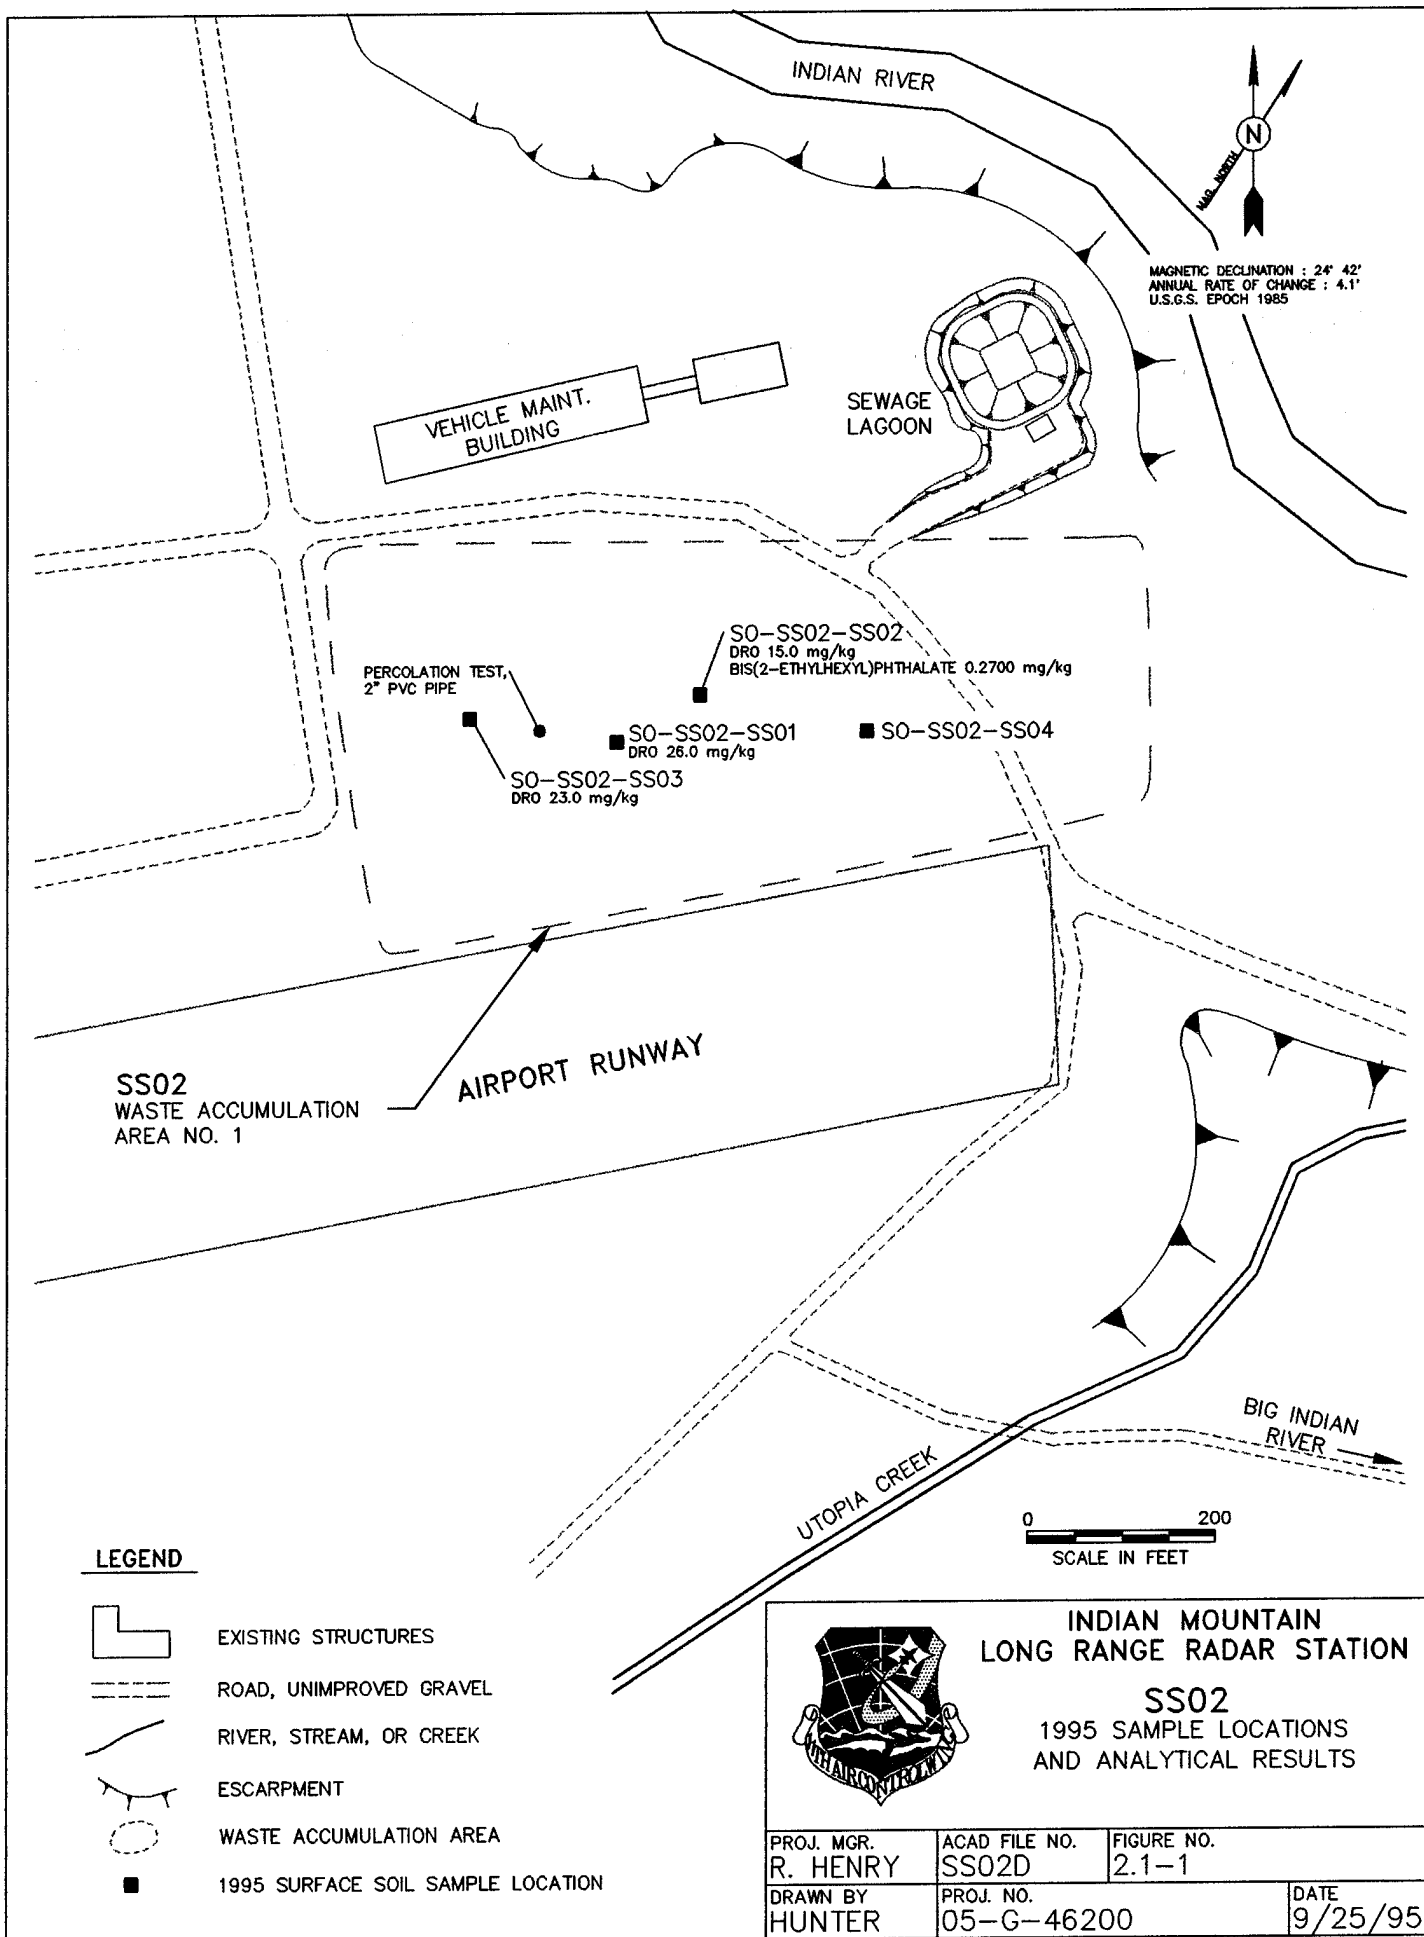 INDIAN RIVER
N
MAG. NORTH
MAGNETIC DECLINATION : 24° 42'
ANNUAL RATE OF CHANGE : 4.1'
U.S.G.S. EPOCH 1985
VEHICLE MAINT.
BUILDING
SEWAGE
LAGOON
SO-SS02-SS02
DRO 15.0 mg/kg
BIS(2-ETHYLHEXYL)PHTHALATE 0.2700 mg/kg
PERCOLATION TEST,
2" PVC PIPE
SO-SS02-SS01
DRO 26.0 mg/kg
SO-SS02-SS04
SO-SS02-SS03
DRO 23.0 mg/kg
AIRPORT RUNWAY
SS02
WASTE ACCUMULATION
AREA NO. 1
BIG INDIAN
RIVER
UTOPIA CREEK
0 200
SCALE IN FEET
LEGEND
EXISTING STRUCTURES
ROAD, UNIMPROVED GRAVEL
RIVER, STREAM, OR CREEK
ESCARPMENT
WASTE ACCUMULATION AREA
1995 SURFACE SOIL SAMPLE LOCATION
INDIAN MOUNTAIN
LONG RANGE RADAR STATION
SS02
1995 SAMPLE LOCATIONS
AND ANALYTICAL RESULTS
AIR CONTROL WING
PROJ. MGR.
R. HENRY
ACAD FILE NO.
SS02D
FIGURE NO.
2.1-1
DRAWN BY
HUNTER
PROJ. NO.
05-G-46200
DATE
9/25/95